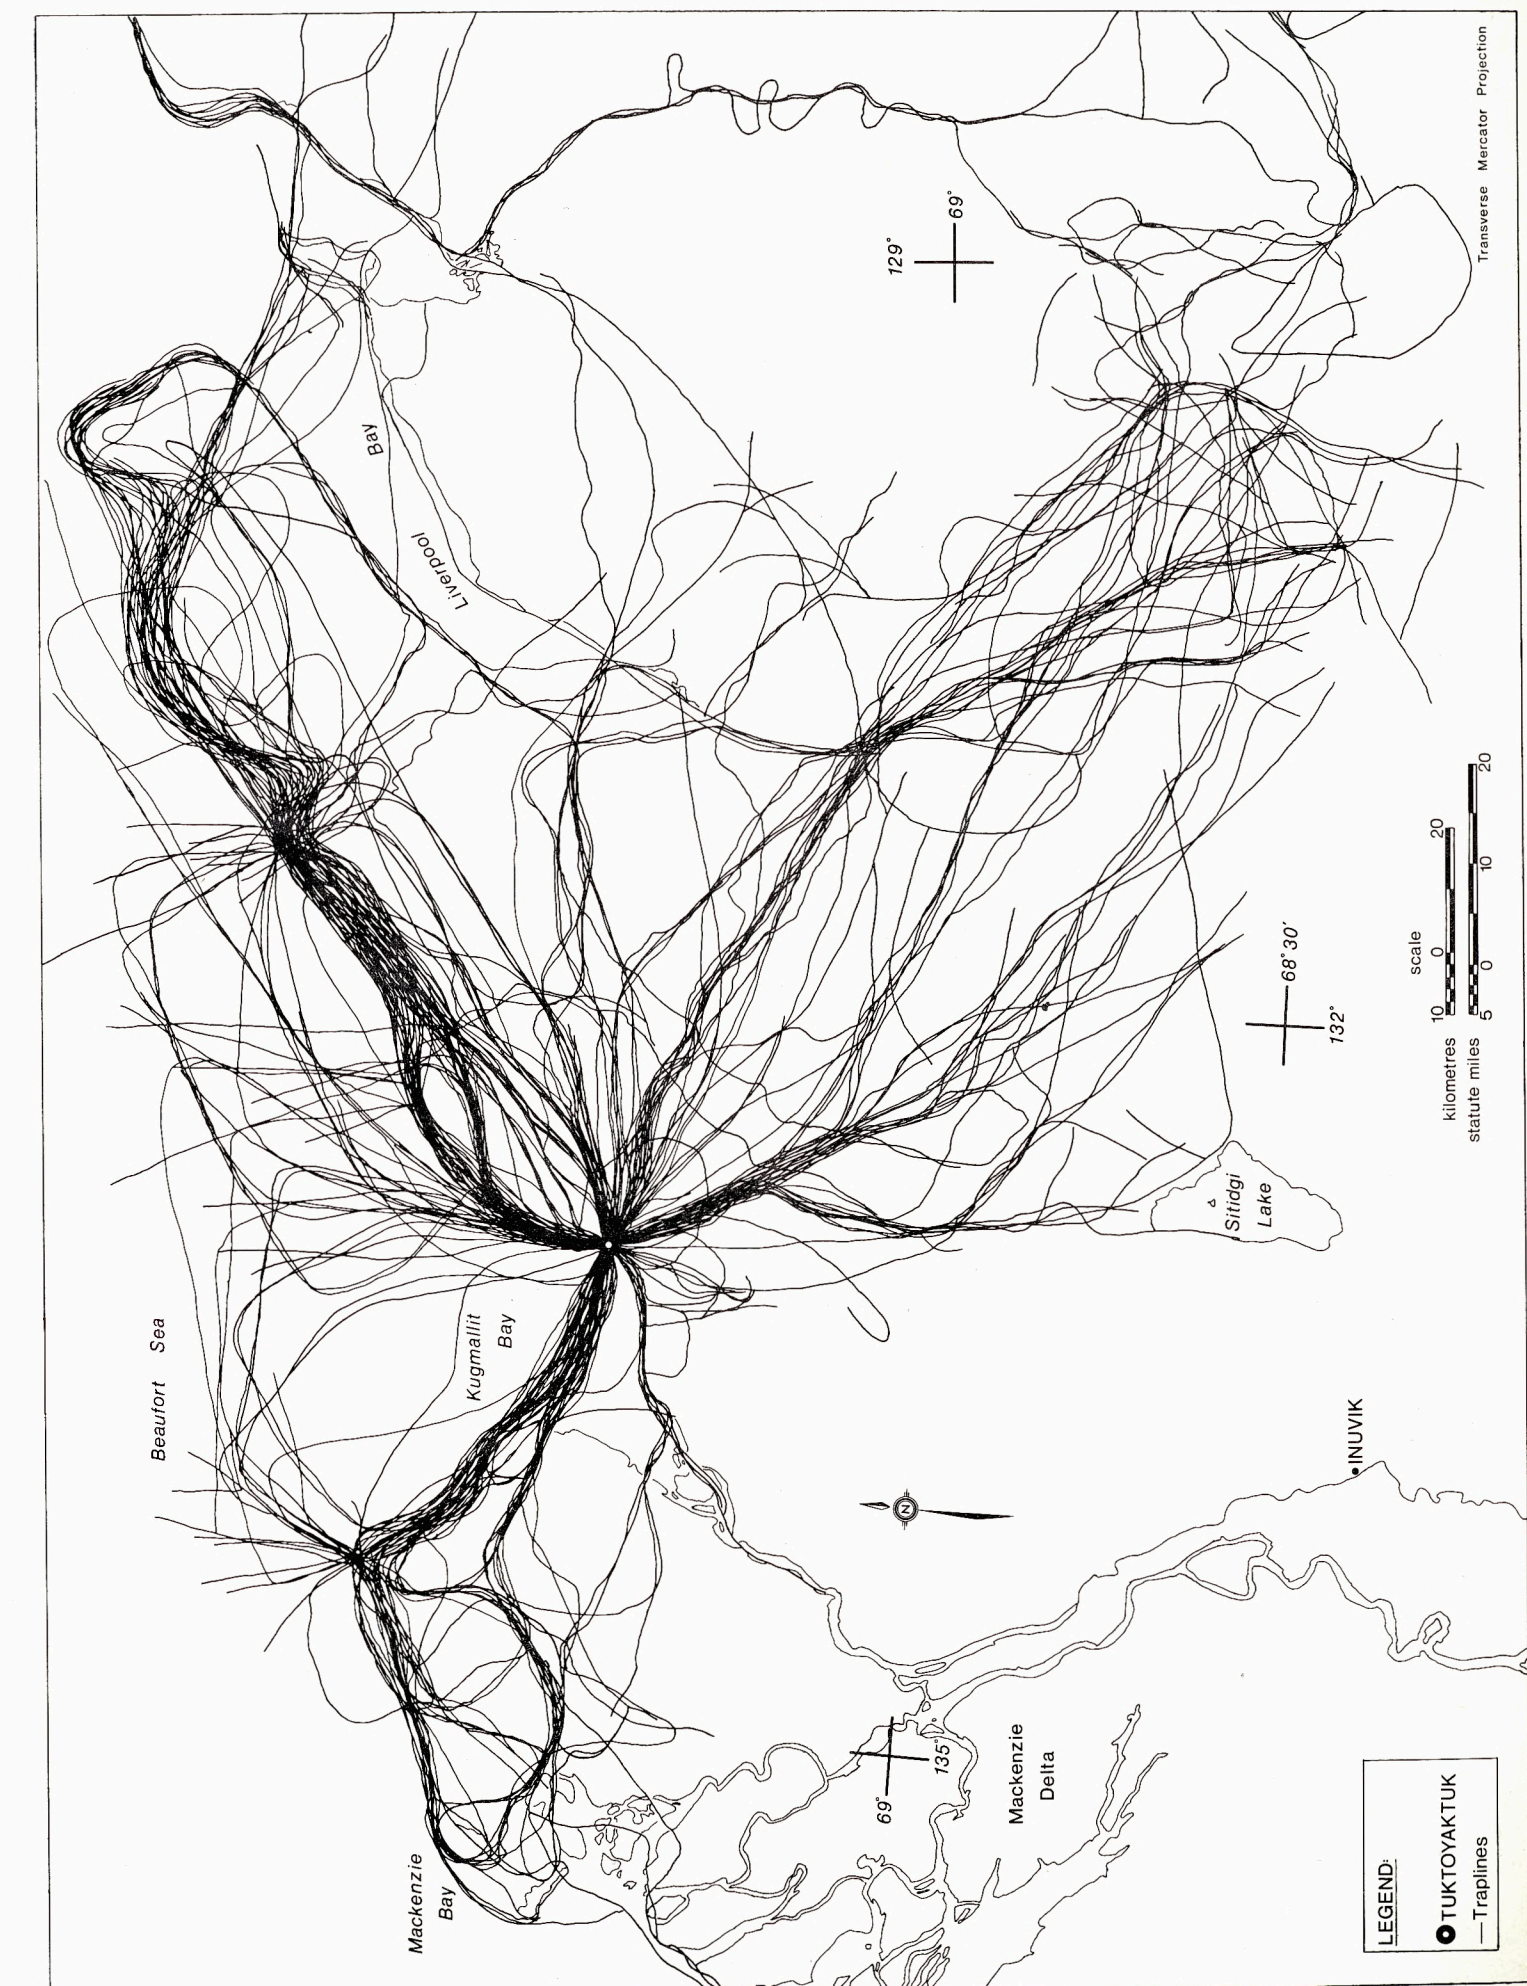 Beaufort Sea
Mackenzie
Bay
Kugmallit
Bay
Liverpool
Bay
129°
69°
Sitidgi
Lake
68°30′
132°
N
69°
135°
Mackenzie
Delta
INUVIK
scale
kilometres 10 0 20
statute miles 5 0 10 20
Transverse Mercator Projection
LEGEND:
TUKTOYAKTUK
Traplines